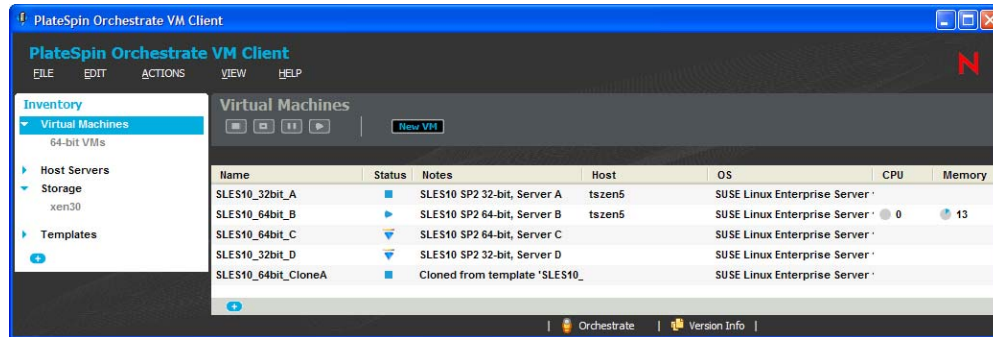 PlateSpin Orchestrate VM Client
PlateSpin Orchestrate VM Client
FILE EDIT ACTIONS VIEW HELP
N
Inventory
Virtual Machines
64-bit VMs
Host Servers
Storage
xen30
Templates
Virtual Machines
New VM
Name Status Notes Host OS CPU Memory
SLES10_32bit_A SLES10 SP2 32-bit, Server A tszen5 SUSE Linux Enterprise Server
SLES10_64bit_B SLES10 SP2 64-bit, Server B tszen5 SUSE Linux Enterprise Server 0 13
SLES10_64bit_C SLES10 SP2 64-bit, Server C SUSE Linux Enterprise Server
SLES10_32bit_D SLES10 SP2 32-bit, Server D SUSE Linux Enterprise Server
SLES10_64bit_CloneA Cloned from template 'SLES10_ SUSE Linux Enterprise Server
| Orchestrate | Version Info |